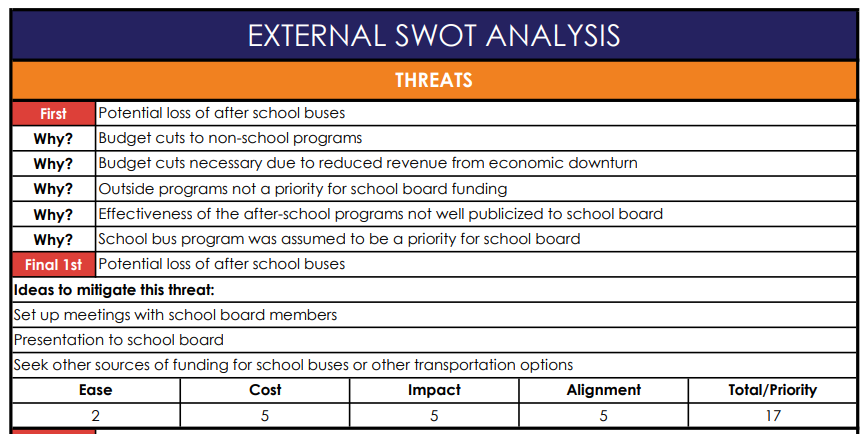 EXTERNAL SWOT ANALYSIS
THREATS
First Potential loss of after school buses
Why? Budget cuts to non-school programs
Why? Budget cuts necessary due to reduced revenue from economic downturn
Why? Outside programs not a priority for school board funding
Why? Effectiveness of the after-school programs not well publicized to school board
Why? School bus program was assumed to be a priority for school board
Final 1st Potential loss of after school buses
Ideas to mitigate this threat:
Set up meetings with school board members
Presentation to school board
Seek other sources of funding for school buses or other transportation options
Ease Cost Impact Alignment Total/Priority
2 5 5 5 17